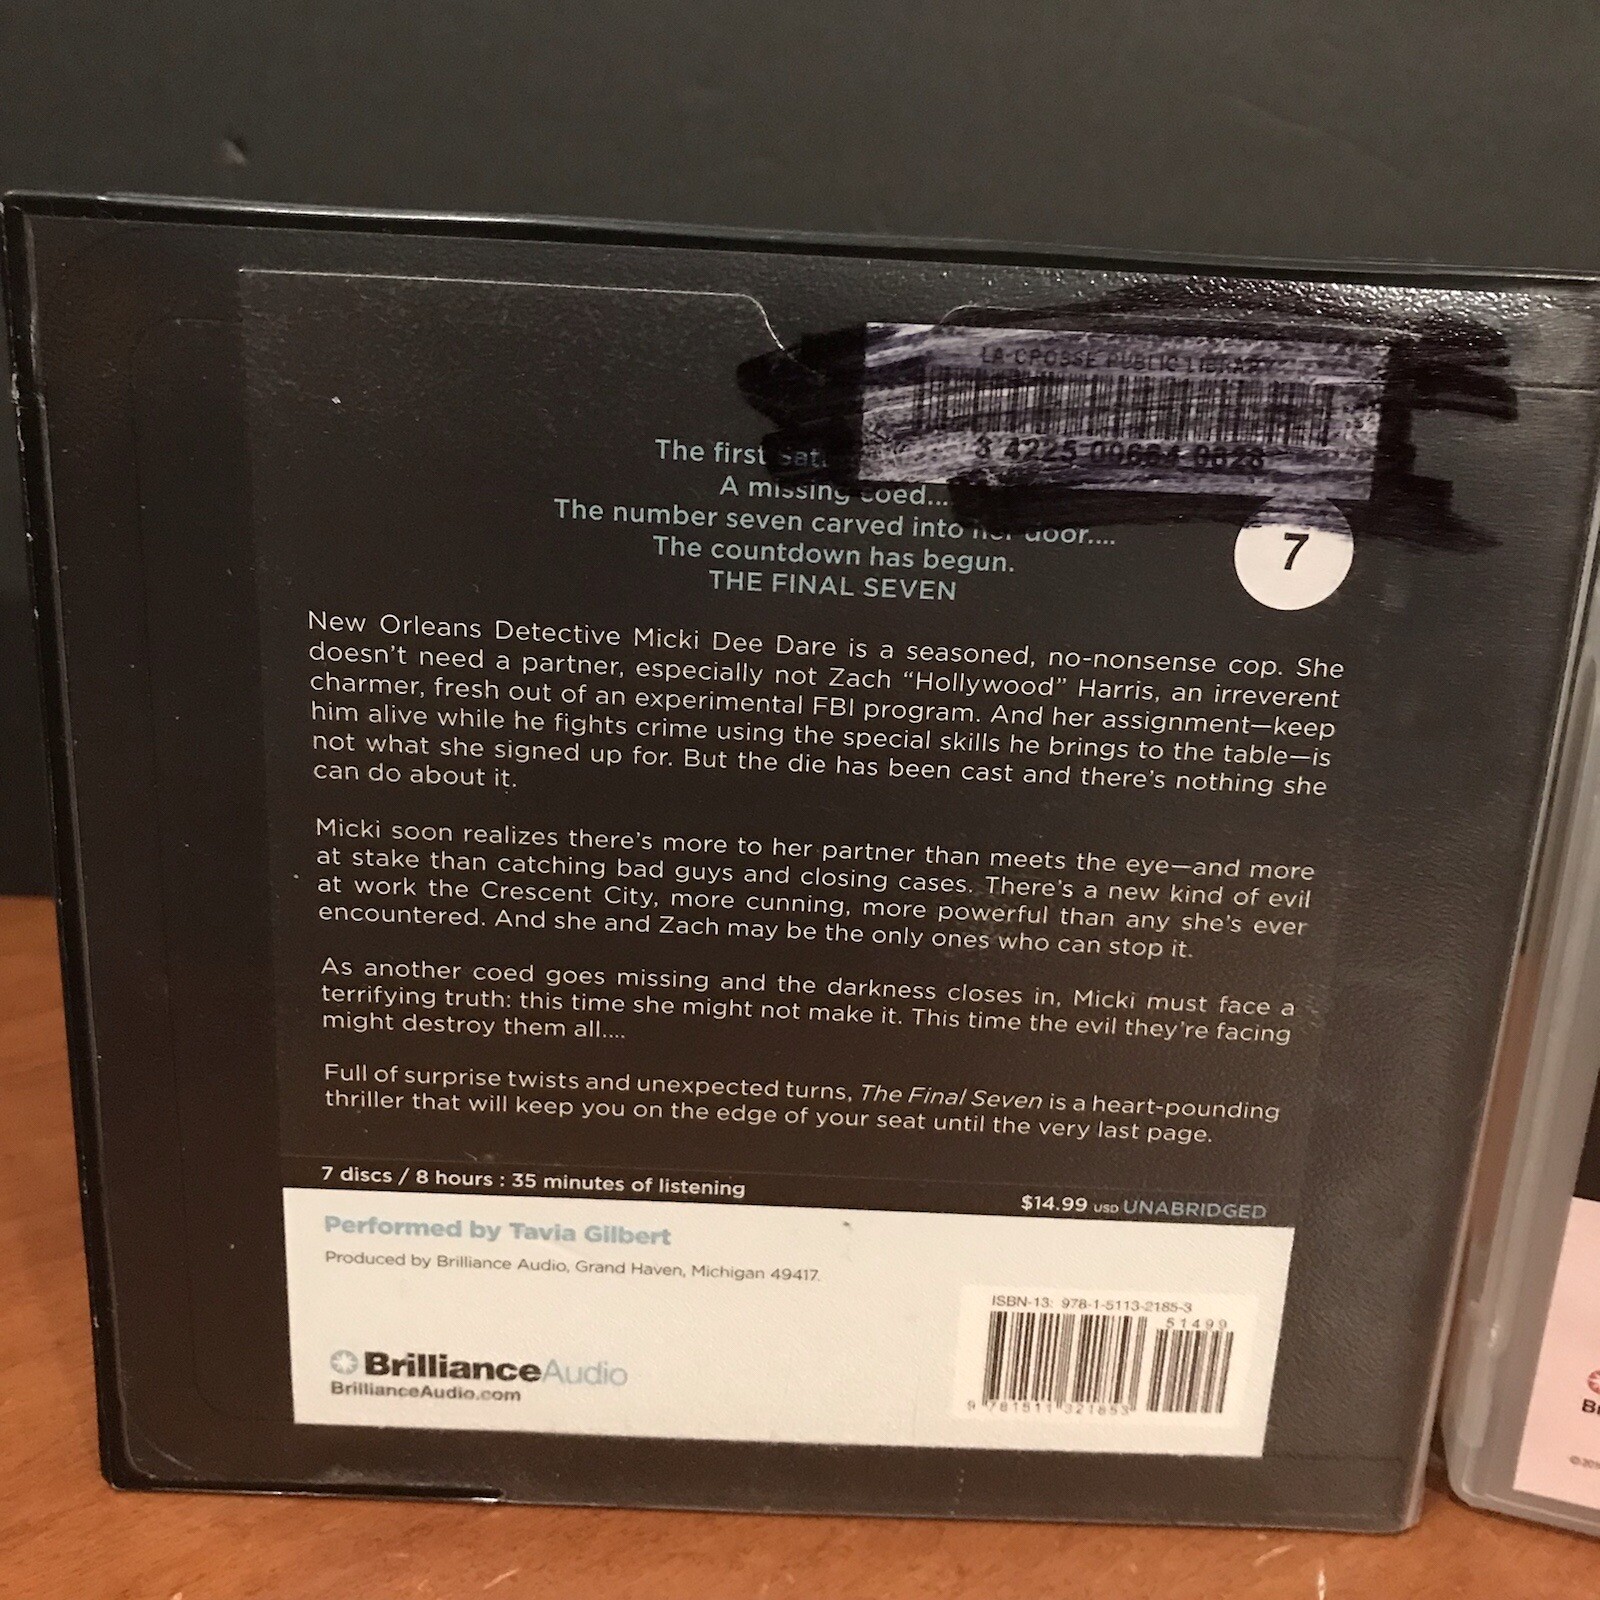 LA CROSSE PUBLIC LIBRARY
3 4225 00664 0828
The first Sat
A missing coed...
The number seven carved into her door....
The countdown has begun.
THE FINAL SEVEN
7
New Orleans Detective Micki Dee Dare is a seasoned, no-nonsense cop. She
doesn't need a partner, especially not Zach "Hollywood" Harris, an irreverent
charmer, fresh out of an experimental FBI program. And her assignment—keep
him alive while he fights crime using the special skills he brings to the table—is
not what she signed up for. But the die has been cast and there's nothing she
can do about it.
Micki soon realizes there's more to her partner than meets the eye—and more
at stake than catching bad guys and closing cases. There's a new kind of evil
at work the Crescent City, more cunning, more powerful than any she's ever
encountered. And she and Zach may be the only ones who can stop it.
As another coed goes missing and the darkness closes in, Micki must face a
terrifying truth: this time she might not make it. This time the evil they're facing
might destroy them all....
Full of surprise twists and unexpected turns, The Final Seven is a heart-pounding
thriller that will keep you on the edge of your seat until the very last page.
7 discs / 8 hours : 35 minutes of listening
$14.99 USD UNABRIDGED
Performed by Tavia Gilbert
Produced by Brilliance Audio, Grand Haven, Michigan 49417.
ISBN-13: 978-1-5113-2185-3
51499
9 781511 321853
BrillianceAudio
BrillianceAudio.com